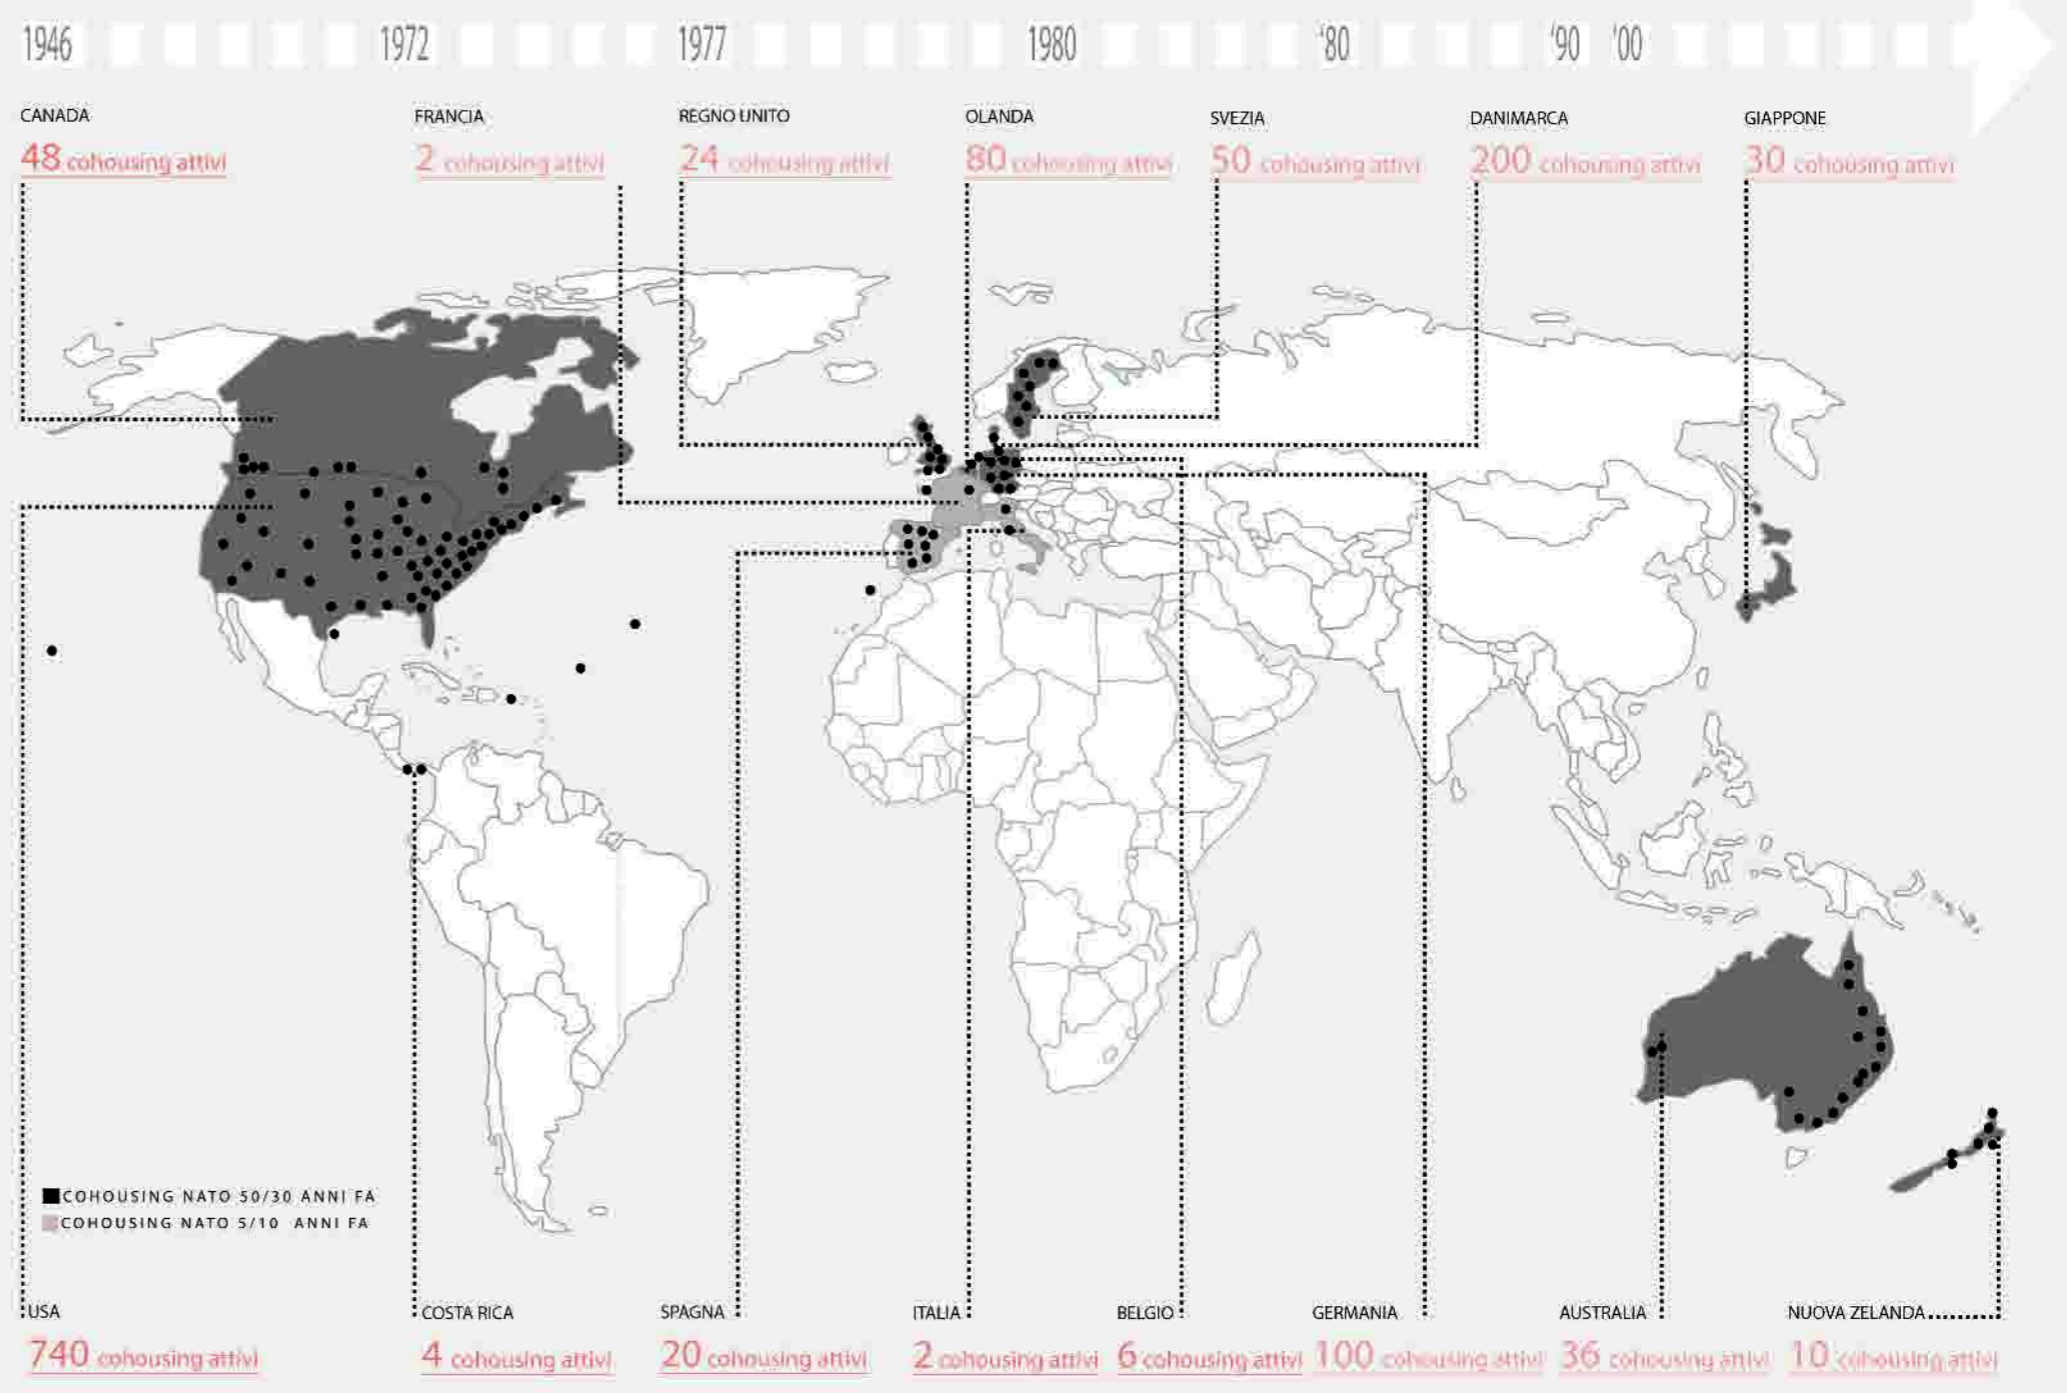 1946 1972 1977 1980 '80 '90 '00
CANADA
48 cohousing attivi
FRANCIA
2 cohousing attivi
REGNO UNITO
24 cohousing attivi
OLANDA
80 cohousing attivi
SVEZIA
50 cohousing attivi
DANIMARCA
200 cohousing attivi
GIAPPONE
30 cohousing attivi
COHOUSING NATO 50/30 ANNI FA
COHOUSING NATO 5/10 ANNI FA
USA
740 cohousing attivi
COSTA RICA
4 cohousing attivi
SPAGNA
20 cohousing attivi
ITALIA
2 cohousing attivi
BELGIO
6 cohousing attivi
GERMANIA
100 cohousing attivi
AUSTRALIA
36 cohousing attivi
NUOVA ZELANDA
10 cohousing attivi